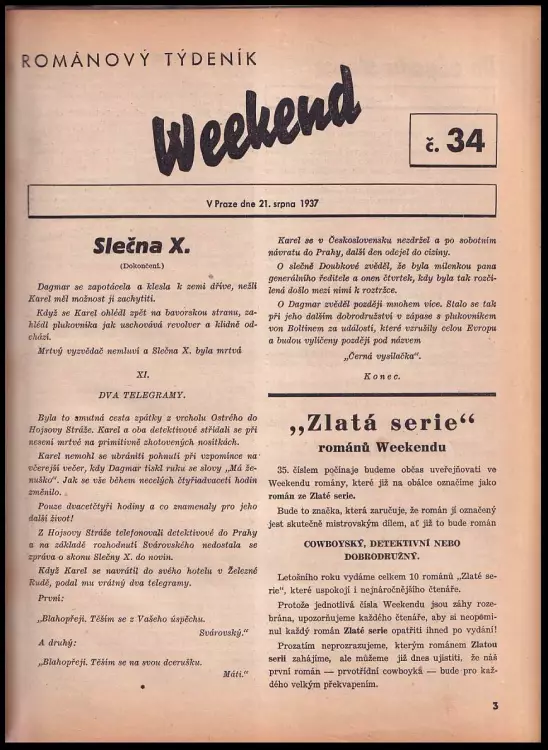 ROMÁNOVÝ TÝDENÍK
Weekend
č. 34
V Praze dne 21. srpna 1937
Slečna X.
(Dokončení.)
Dagmar se zapotácela a klesla k zemi dříve, nežli
Karel měl možnost ji zachytiti.
Když se Karel ohlédl zpět na bavorskou stranu, za-
hlédl plukovníka jak uschovává revolver a klidně od-
chází.
Mrtvý vyzvědač nemluví a Slečna X. byla mrtvá
XI.
DVA TELEGRAMY.
Byla to smutná cesta zpátky z vrcholu Ostrého do
Hojsovy Stráže. Karel a oba detektivové střídali se při
nesení mrtvé na primitivně zhotovených nosítkách.
Karel nemohl se ubrániti pohnutí při vzpomínce na
včerejší večer, kdy Dagmar tiskl ruku se slovy „Má že-
nuško". Jak se vše během necelých čtyřiadvaceti hodin
změnilo.
Pouze dvacetčtyři hodiny a co znamenaly pro jeho
další život!
Z Hojsovy Stráže telefonovali detektivové do Prahy
a na základě rozhodnutí Svárovského nedostala se
zpráva o skonu Slečny X. do novin.
Když Karel se navrátil do svého hotelu v Železné
Rudě, podal mu vrátný dva telegramy.
První:
„Blahopřeji. Těším se z Vašeho úspěchu.
Svárovský."
A druhý:
„Blahopřeji. Těším se na svou dcerušku.
Máti."
Karel se v Československu nezdržel a po sobotním
návratu do Prahy, další den odejel do ciziny.
O slečně Doubkové zvěděl, že byla milenkou pana
generálního ředitele a onen čtvrtek, kdy byla tak rozči-
lená došlo mezi nimi k roztržce.
O Dagmar zvěděl později mnohem více. Stalo se tak
při jeho dalším dobrodružství v zápase s plukovníkem
von Boltinem za událostí, které vzrušily celou Evropu
a budou vylíčeny později pod názvem
„Černá vysílačka".
Konec.
„Zlatá serie"
románů Weekendu
35. číslem počínaje budeme občas uveřejňovati ve
Weekendu romány, které již na obálce označíme jako
román ze Zlaté serie.
Bude to značka, která zaručuje, že román jí označený
jest skutečně mistrovským dílem, ať již to bude román
COWBOYSKÝ, DETEKTIVNÍ NEBO
DOBRODRUŽNÝ.
Letošního roku vydáme celkem 10 románů „Zlaté se-
rie", které uspokojí i nejnáročnějšího čtenáře.
Protože jednotlivá čísla Weekendu jsou záhy roze-
brána, upozorňujeme každého čtenáře, aby si neopomi-
nul každý román Zlaté serie opatřiti ihned po vydání!
Prozatím neprozrazujeme, kterým románem Zlatou
serii zahájíme, ale můžeme již dnes ujistiti, že náš
první román — prvotřídní cowboyka — bude pro kaž-
dého velkým překvapením.
3